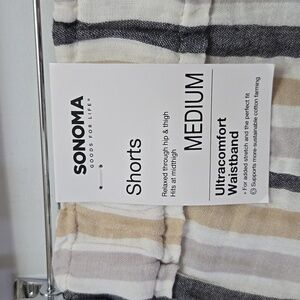 SONOMA
GOODS FOR LIFE®
Shorts
Relaxed through hip & thigh
Hits at midthigh
MEDIUM
Ultracomfort
Waistband
• For added stretch and the perfect fit
Supports more-sustainable cotton farming